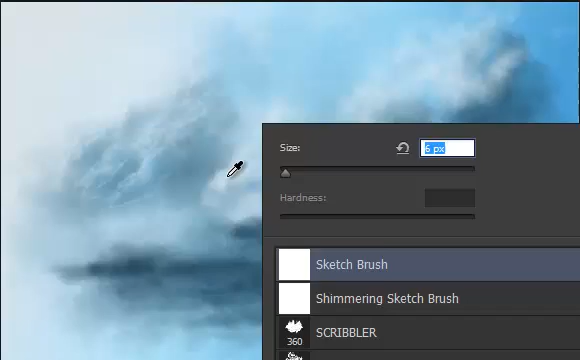 Size:
6 px
Hardness:
Sketch Brush
Shimmering Sketch Brush
SCRIBBLER
360